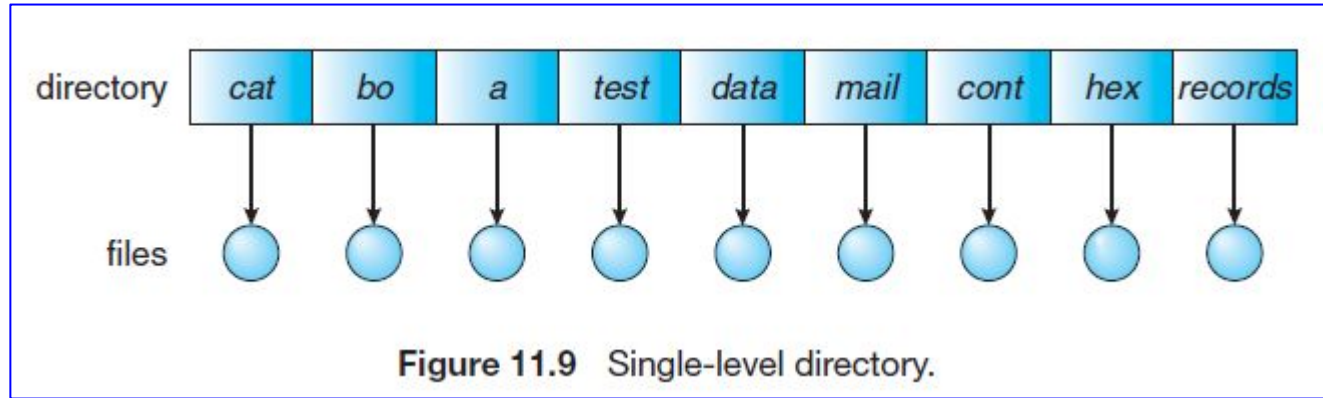 directory cat bo a test data mail cont hex records
files
Figure 11.9 Single-level directory.